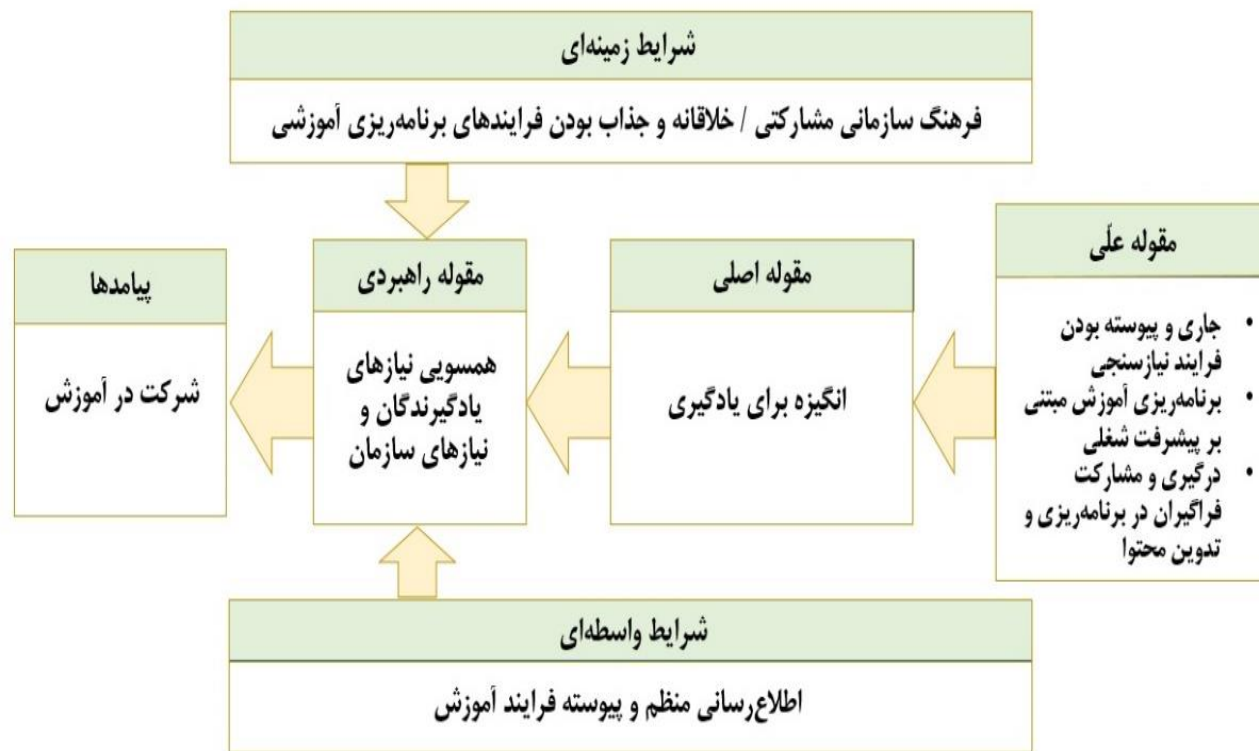 شرایط زمینه‌ای
فرهنگ سازمانی مشارکتی / خلاقانه و جذاب بودن فرایندهای برنامه‌ریزی آموزشی
مقوله علّی
• جاری و پیوسته بودن
فرایند نیازسنجی
• برنامه‌ریزی آموزش مبتنی
بر پیشرفت شغلی
• درگیری و مشارکت
فراگیران در برنامه‌ریزی و
تدوین محتوا
مقوله اصلی
انگیزه برای یادگیری
مقوله راهبردی
همسویی نیازهای
یادگیرندگان و
نیازهای سازمان
پیامدها
شرکت در آموزش
شرایط واسطه‌ای
اطلاع‌رسانی منظم و پیوسته فرایند آموزش